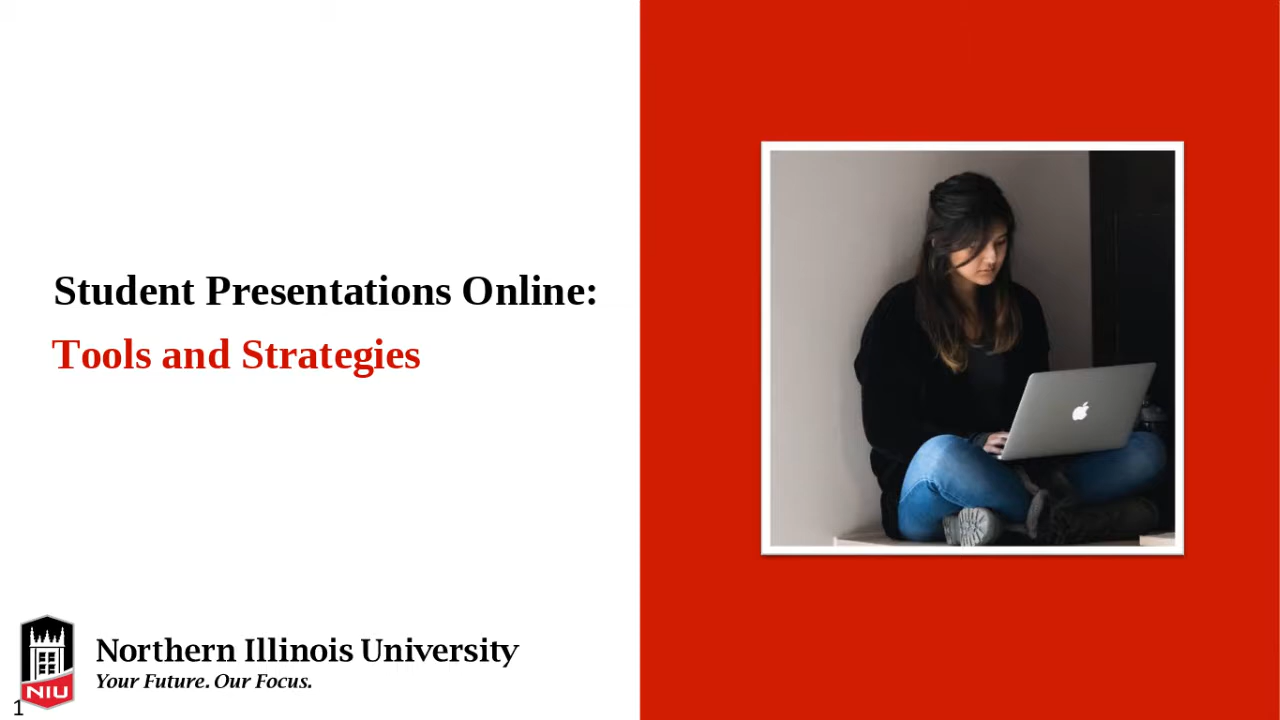 Student Presentations Online:
Tools and Strategies
Northern Illinois University
Your Future. Our Focus.
NIU
1